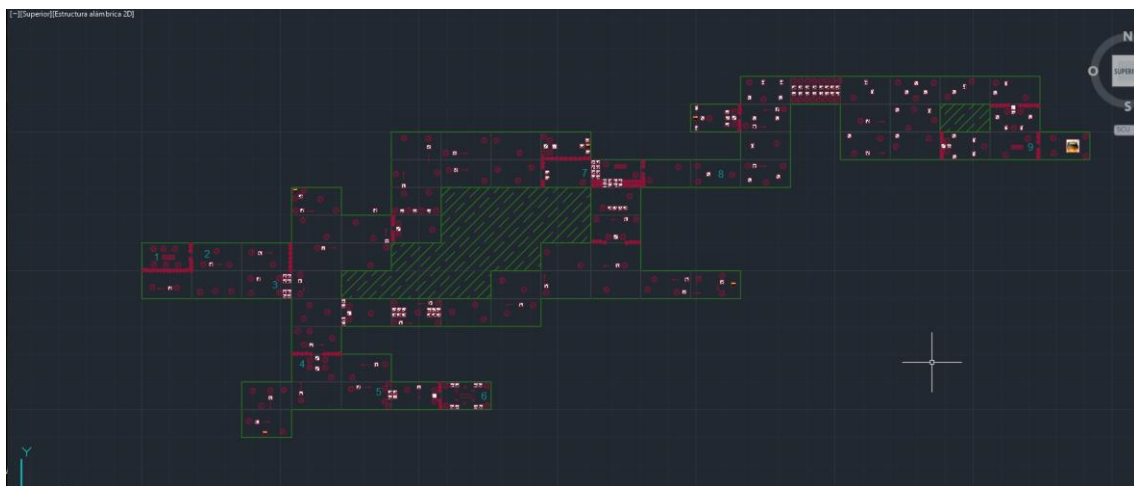 [−][Superior][Estructura alámbrica 2D]
N
O
SUPERIOR
S
SCU
7
8
9
1
2
3
4
5
6
Y